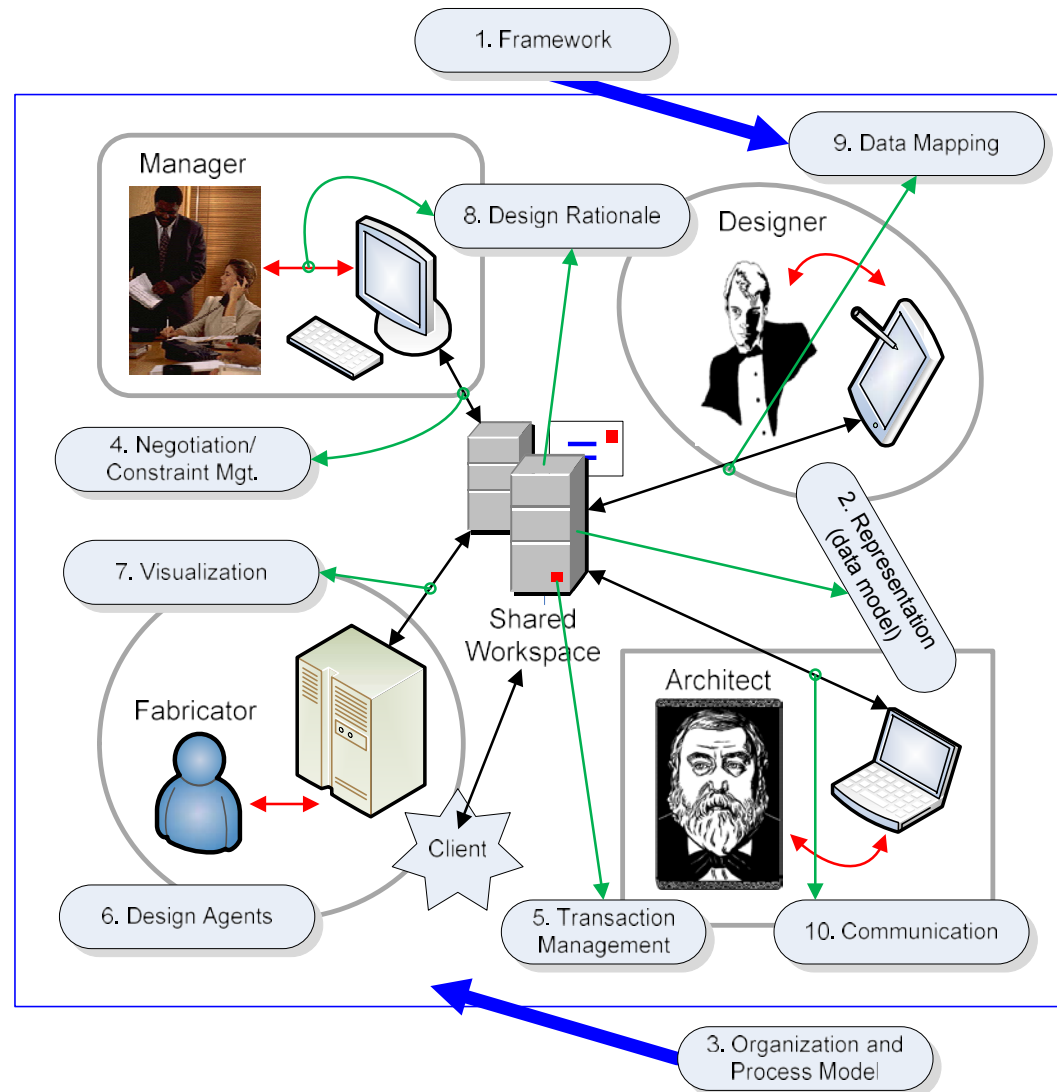 1. Framework
9. Data Mapping
Manager
8. Design Rationale
Designer
4. Negotiation/
Constraint Mgt.
2. Representation
(data model)
7. Visualization
Shared
Workspace
Architect
Fabricator
Client
6. Design Agents
5. Transaction
Management
10. Communication
3. Organization and
Process Model